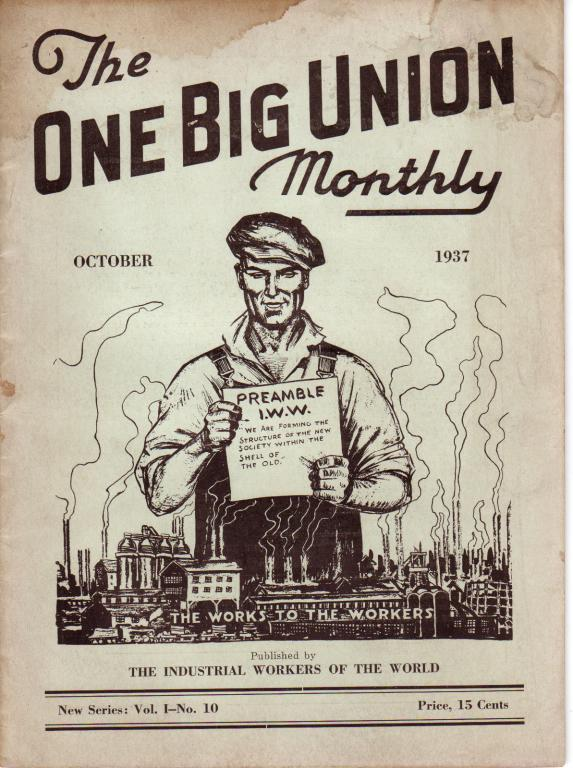 The
ONE BIG UNION
Monthly
OCTOBER 1937
PREAMBLE
I.W.W.
"WE ARE FORMING THE
STRUCTURE OF THE NEW
SOCIETY WITHIN THE
SHELL OF
THE OLD."
THE WORKS TO THE WORKERS
Published by
THE INDUSTRIAL WORKERS OF THE WORLD
New Series: Vol. I—No. 10 Price, 15 Cents